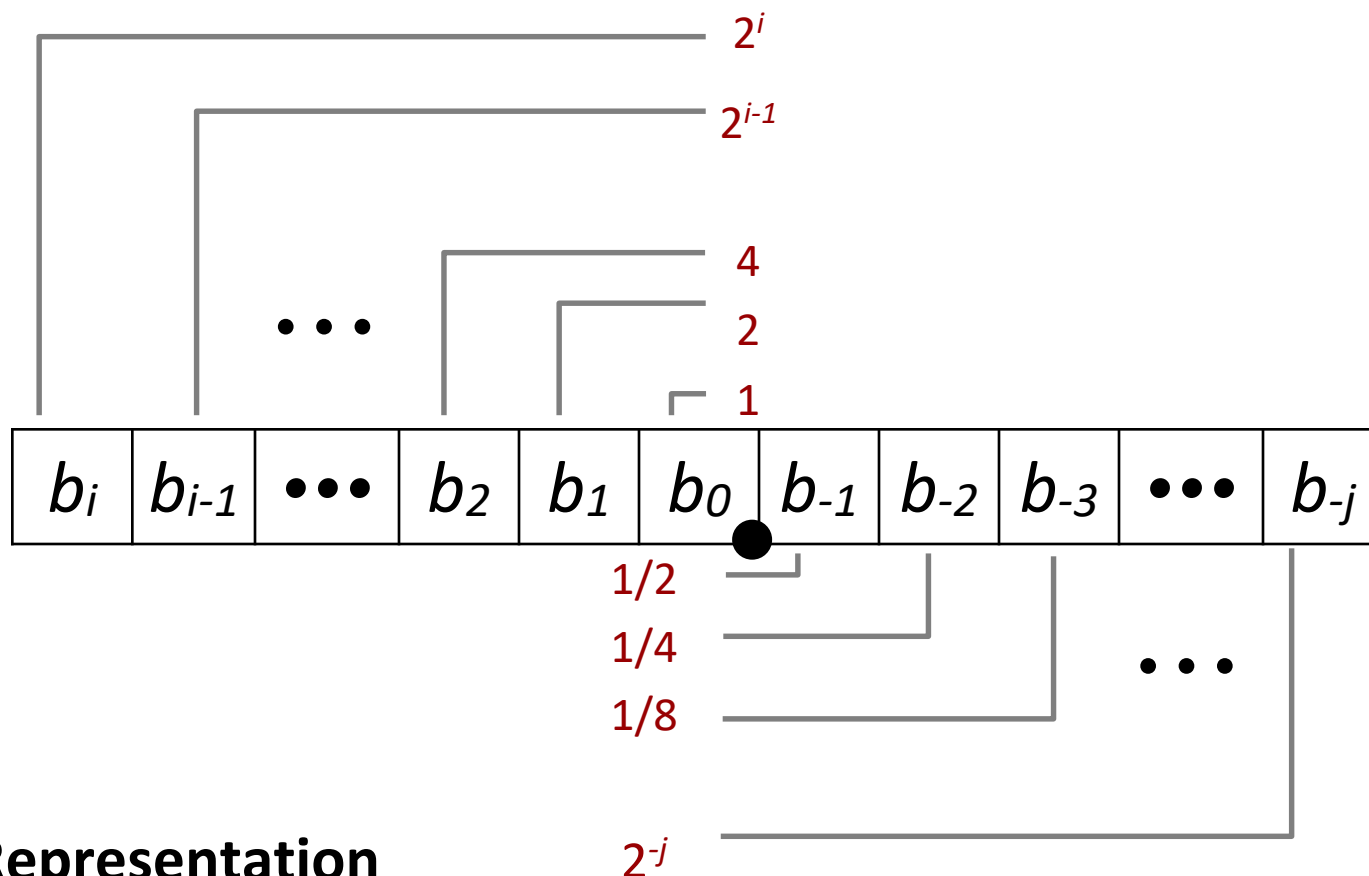 2^i
2^{i-1}
4
2
1
•••
b_i b_{i-1} ••• b_2 b_1 b_0 . b_{-1} b_{-2} b_{-3} ••• b_{-j}
1/2
1/4
1/8
•••
2^{-j}
Representation